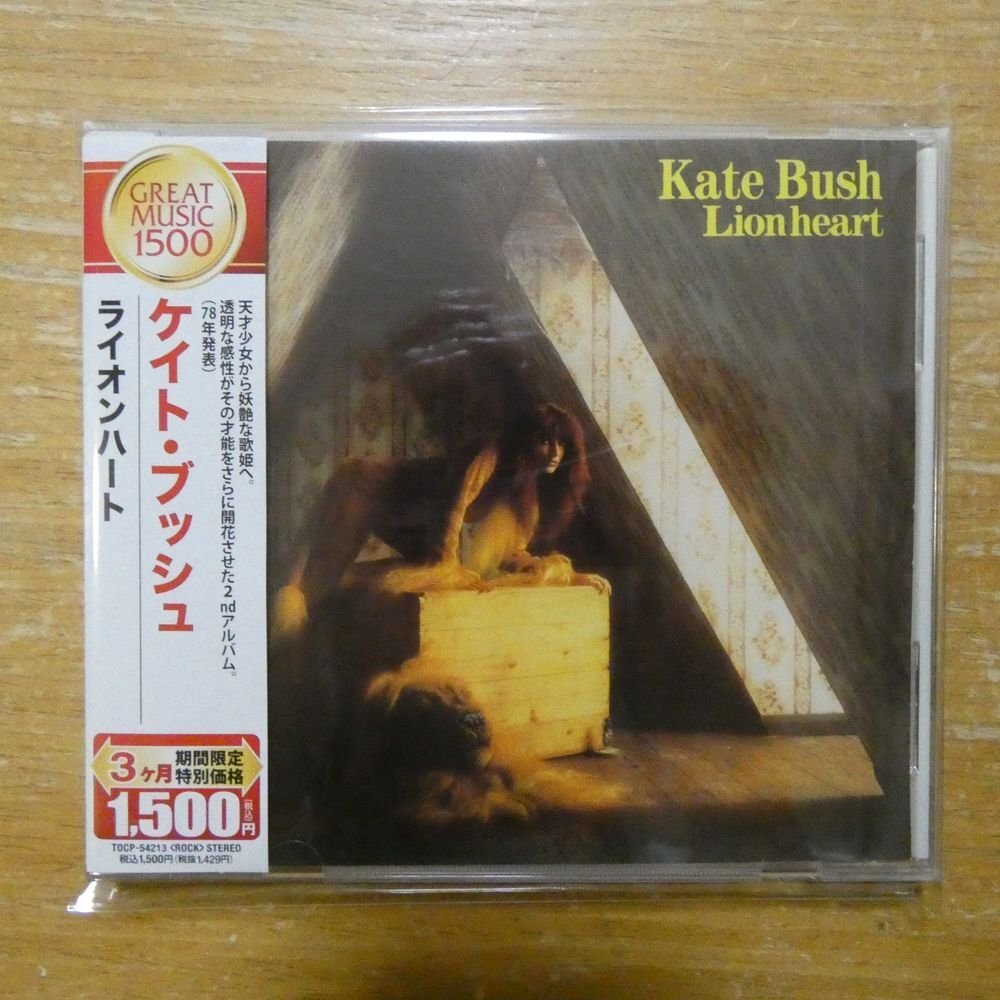 GREAT
MUSIC
1500
ケイト・ブッシュ
ライオンハート
天才少女から妖艶な歌姫へ。
透明な感性がその才能をさらに開花させた2ndアルバム。
(78年発表)
3ヶ月
期間限定
特別価格
1,500円[税込]
TOCP-54213 〈ROCK〉 STEREO
税込1,500円(税抜1,429円)
Kate Bush
Lionheart